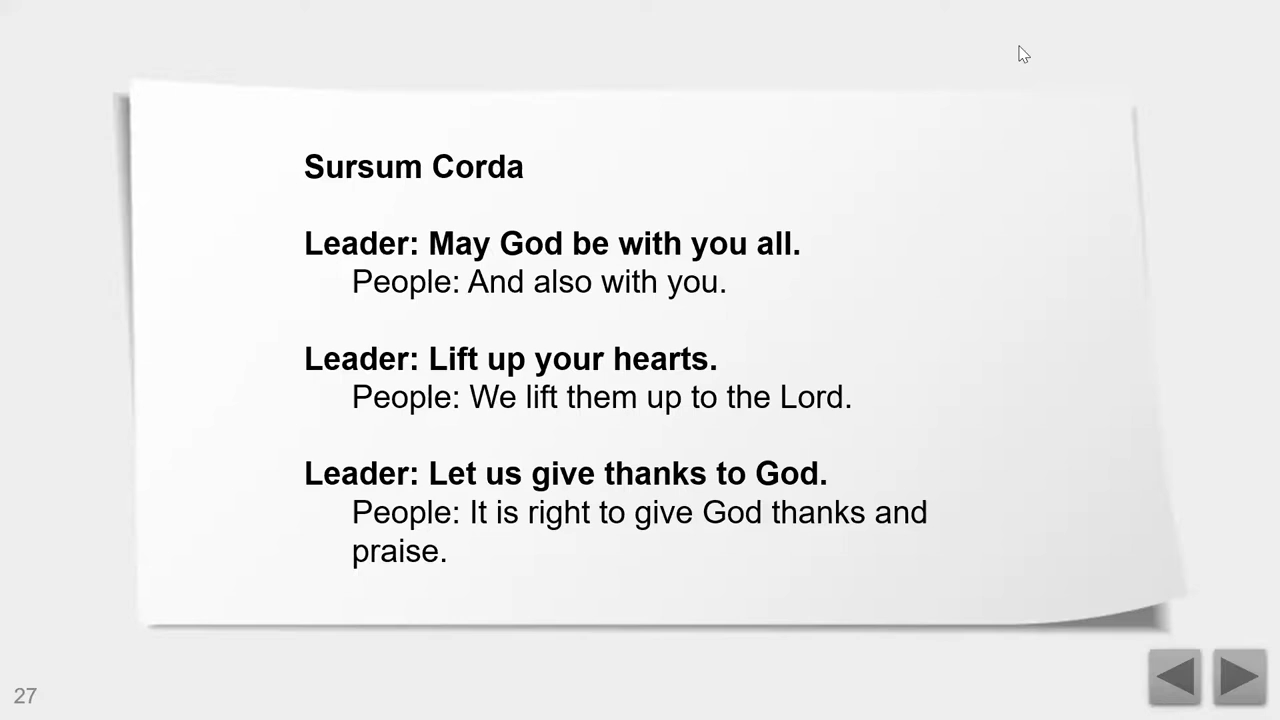 Sursum Corda
Leader: May God be with you all.
People: And also with you.
Leader: Lift up your hearts.
People: We lift them up to the Lord.
Leader: Let us give thanks to God.
People: It is right to give God thanks and
praise.
27